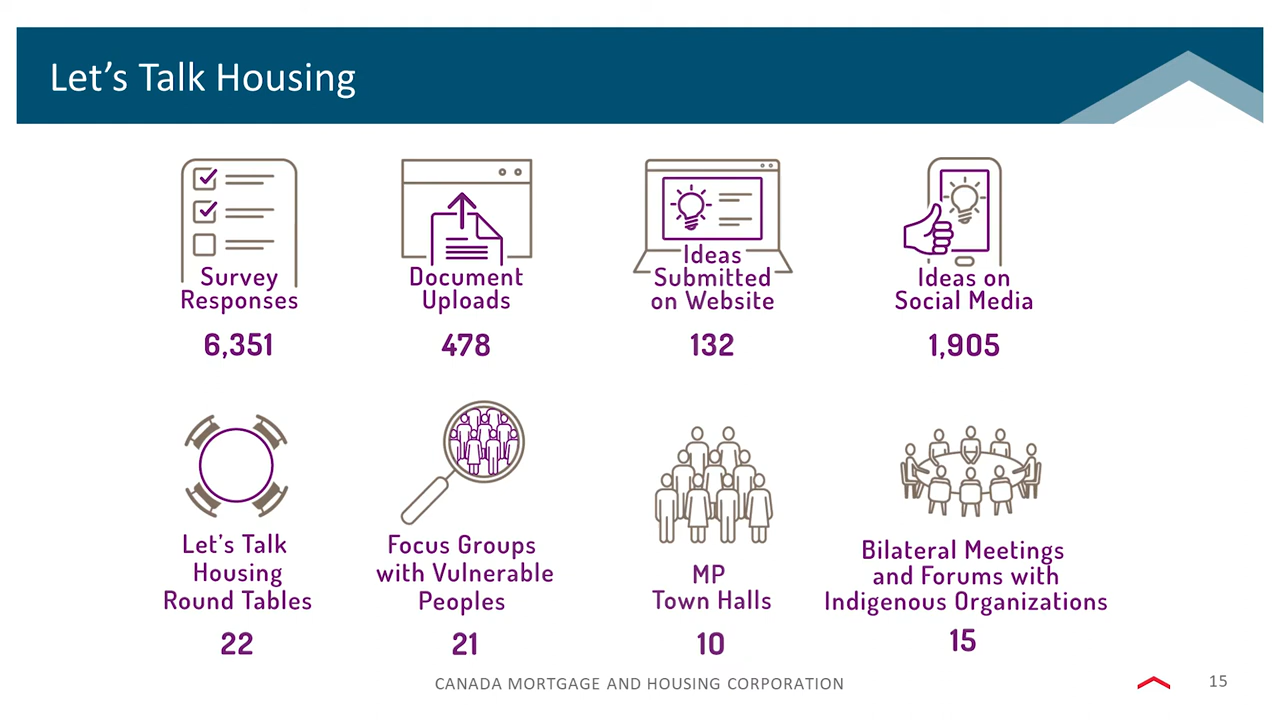 Let's Talk Housing
Survey
Responses
6,351
Document
Uploads
478
Ideas
Submitted
on Website
132
Ideas on
Social Media
1,905
Let's Talk
Housing
Round Tables
22
Focus Groups
with Vulnerable
Peoples
21
MP
Town Halls
10
Bilateral Meetings
and Forums with
Indigenous Organizations
15
CANADA MORTGAGE AND HOUSING CORPORATION
15